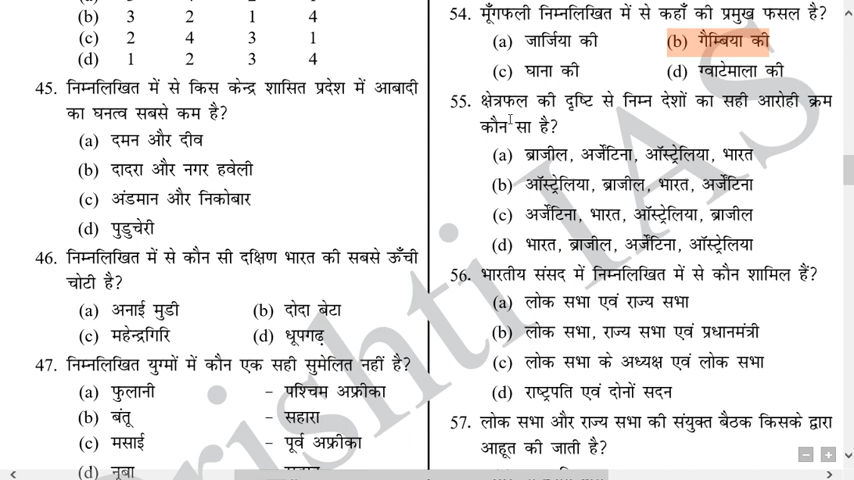 (b) 3 2 1 4
(c) 2 4 3 1
(d) 1 2 3 4
45. निम्नलिखित में से किस केन्द्र शासित प्रदेश में आबादी
का घनत्व सबसे कम है?
(a) दमन और दीव
(b) दादरा और नगर हवेली
(c) अंडमान और निकोबार
(d) पुडुचेरी
46. निम्नलिखित में से कौन सी दक्षिण भारत की सबसे ऊँची
चोटी है?
(a) अनाई मुडी (b) दोदा बेटा
(c) महेन्द्रगिरि (d) धूपगढ़
47. निम्नलिखित युग्मों में कौन एक सही सुमेलित नहीं है?
(a) फुलानी – पश्चिम अफ्रीका
(b) बंतू – सहारा
(c) मसाई – पूर्व अफ्रीका
(d) नूबा
54. मूँगफली निम्नलिखित में से कहाँ की प्रमुख फसल है?
(a) जार्जिया की (b) गैम्बिया की
(c) घाना की (d) ग्वाटेमाला की
55. क्षेत्रफल की दृष्टि से निम्न देशों का सही आरोही क्रम
कौन सा है?
(a) ब्राजील, अर्जेंटिना, ऑस्ट्रेलिया, भारत
(b) ऑस्ट्रेलिया, ब्राजील, भारत, अर्जेंटिना
(c) अर्जेंटिना, भारत, ऑस्ट्रेलिया, ब्राजील
(d) भारत, ब्राजील, अर्जेंटिना, ऑस्ट्रेलिया
56. भारतीय संसद में निम्नलिखित में से कौन शामिल हैं?
(a) लोक सभा एवं राज्य सभा
(b) लोक सभा, राज्य सभा एवं प्रधानमंत्री
(c) लोक सभा के अध्यक्ष एवं लोक सभा
(d) राष्ट्रपति एवं दोनों सदन
57. लोक सभा और राज्य सभा की संयुक्त बैठक किसके द्वारा
आहूत की जाती है?
rishti IAS